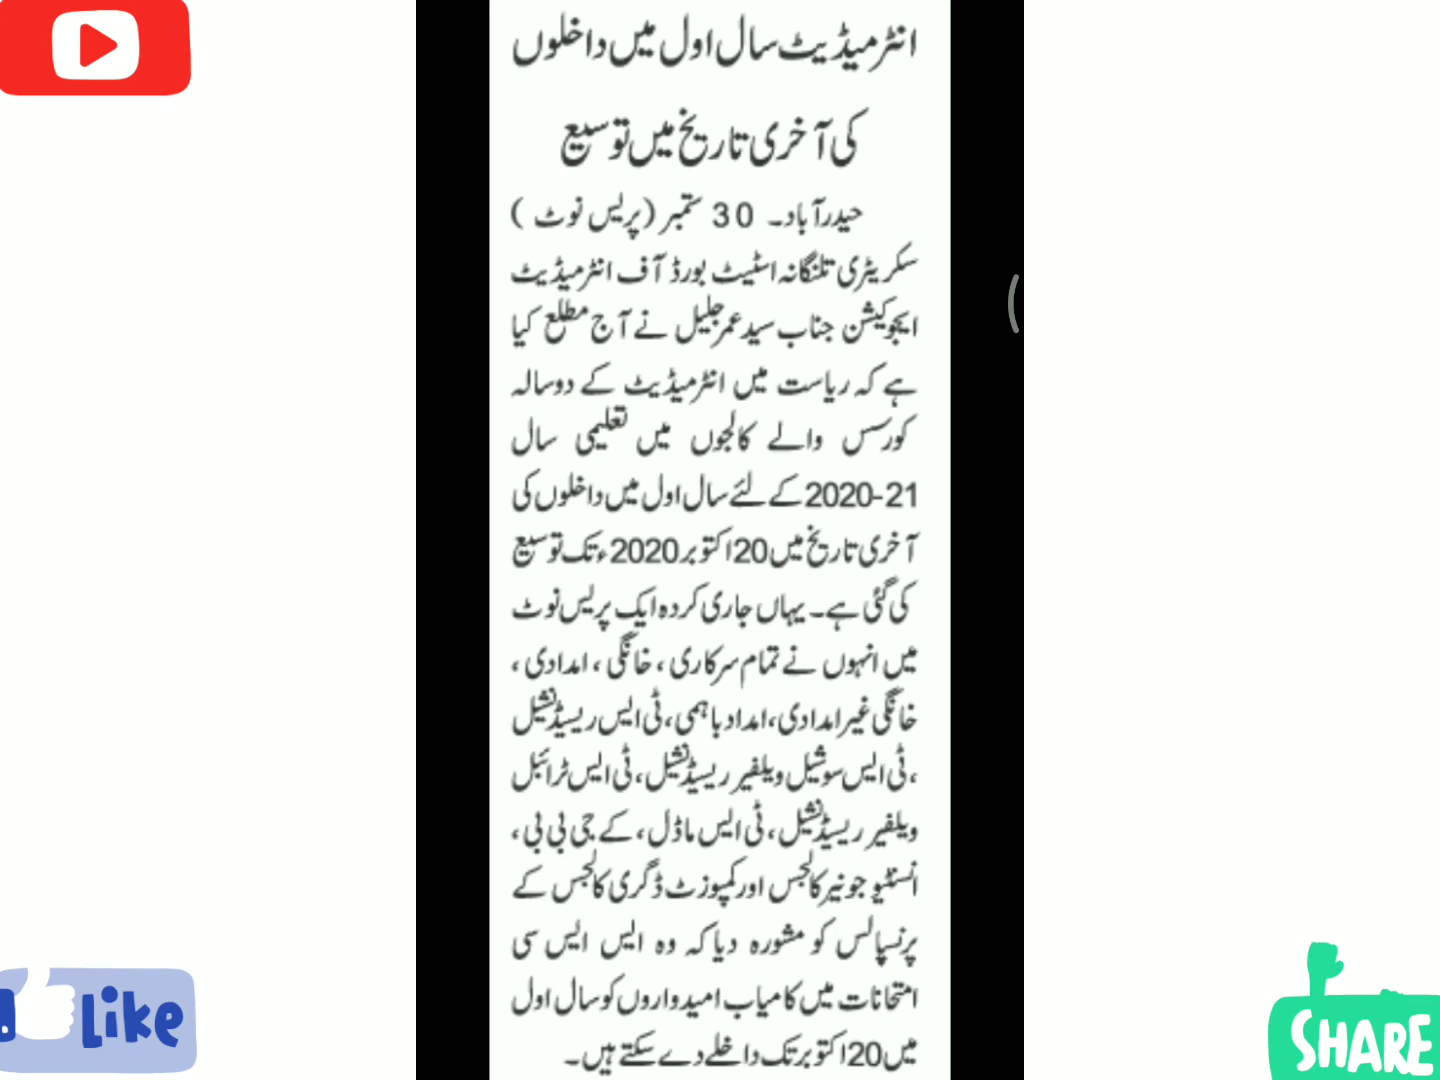 انٹرمیڈیٹ سال اول میں داخلوں
کی آخری تاریخ میں توسیع
حیدرآباد۔ 30 ستمبر (پریس نوٹ )
سکریٹری تلنگانہ اسٹیٹ بورڈ آف انٹرمیڈیٹ
ایجوکیشن جناب سید عمر جلیل نے آج مطلع کیا
ہے کہ ریاست میں انٹرمیڈیٹ کے دوسالہ
کورسس والے کالجوں میں تعلیمی سال
2020-21 کے لئے سال اول میں داخلوں کی
آخری تاریخ میں 20 اکتوبر 2020ء تک توسیع
کی گئی ہے۔ یہاں جاری کردہ ایک پریس نوٹ
میں انہوں نے تمام سرکاری ، خانگی ، امدادی ،
خانگی غیر امدادی، امداد باہمی، ٹی ایس ریسیڈنشیل
،ٹی ایس سوشیل ویلفیر ریسیڈنشیل، ٹی ایس ٹرائبل
ویلفیر ریسیڈنشیل، ٹی ایس ماڈل، کے جی بی بی،
انسنٹیو جونیر کالجس اور کمپوزٹ ڈگری کالجس کے
پرنسپالس کو مشورہ دیا کہ وہ ایس ایس سی
امتحانات میں کامیاب امیدواروں کو سال اول
میں 20 اکتوبر تک داخلے دے سکتے ہیں۔
Like
SHARE